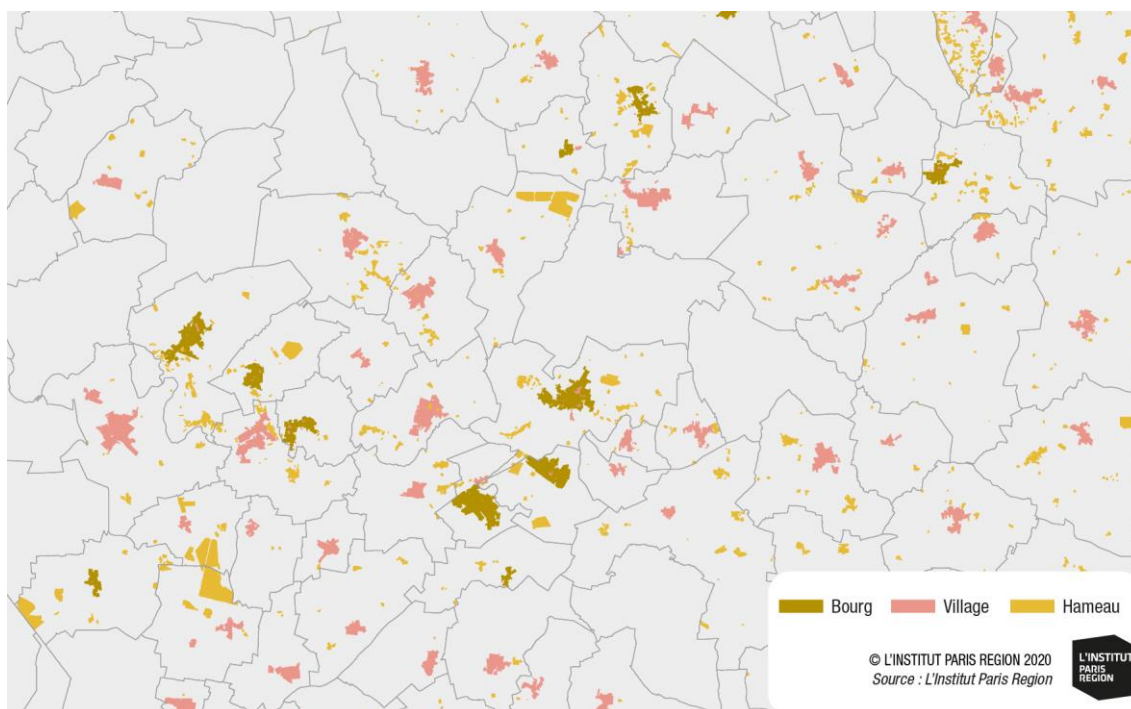 Bourg Village Hameau
© L'INSTITUT PARIS REGION 2020
Source : L'Institut Paris Region
L'INSTITUT
PARIS
REGION